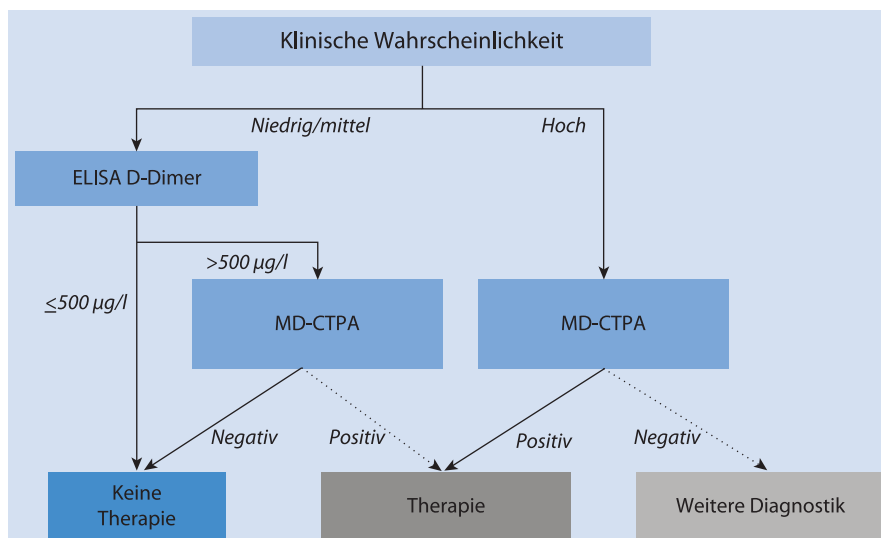 Klinische Wahrscheinlichkeit
Niedrig/mittel
Hoch
ELISA D-Dimer
>500 µg/l
≤500 µg/l
MD-CTPA
MD-CTPA
Negativ
Positiv
Positiv
Negativ
Keine
Therapie
Therapie
Weitere Diagnostik